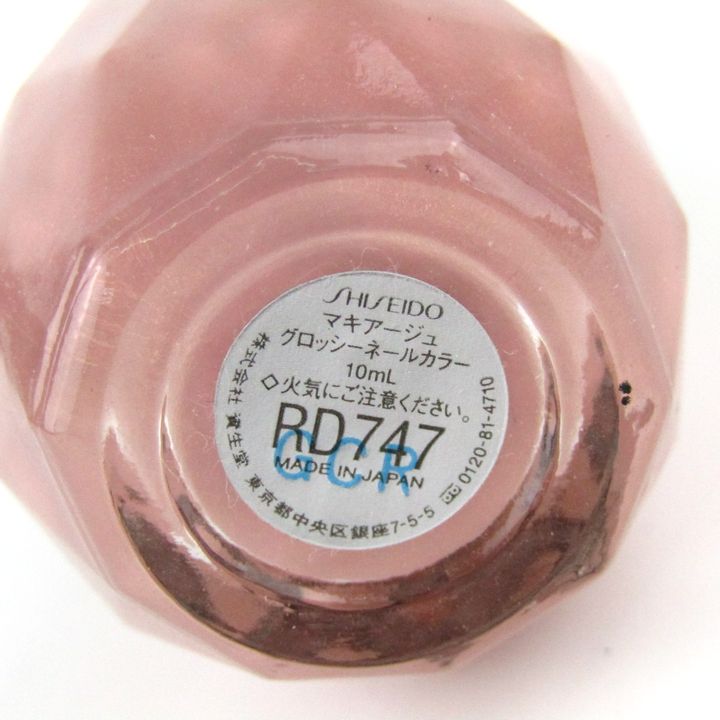 SHISEIDO
マキアージュ
グロッシーネールカラー
10mL
◇火気にご注意ください。
RD747
GCR
MADE IN JAPAN
株式会社 資生堂 東京都中央区銀座7-5-5 0120-81-4710